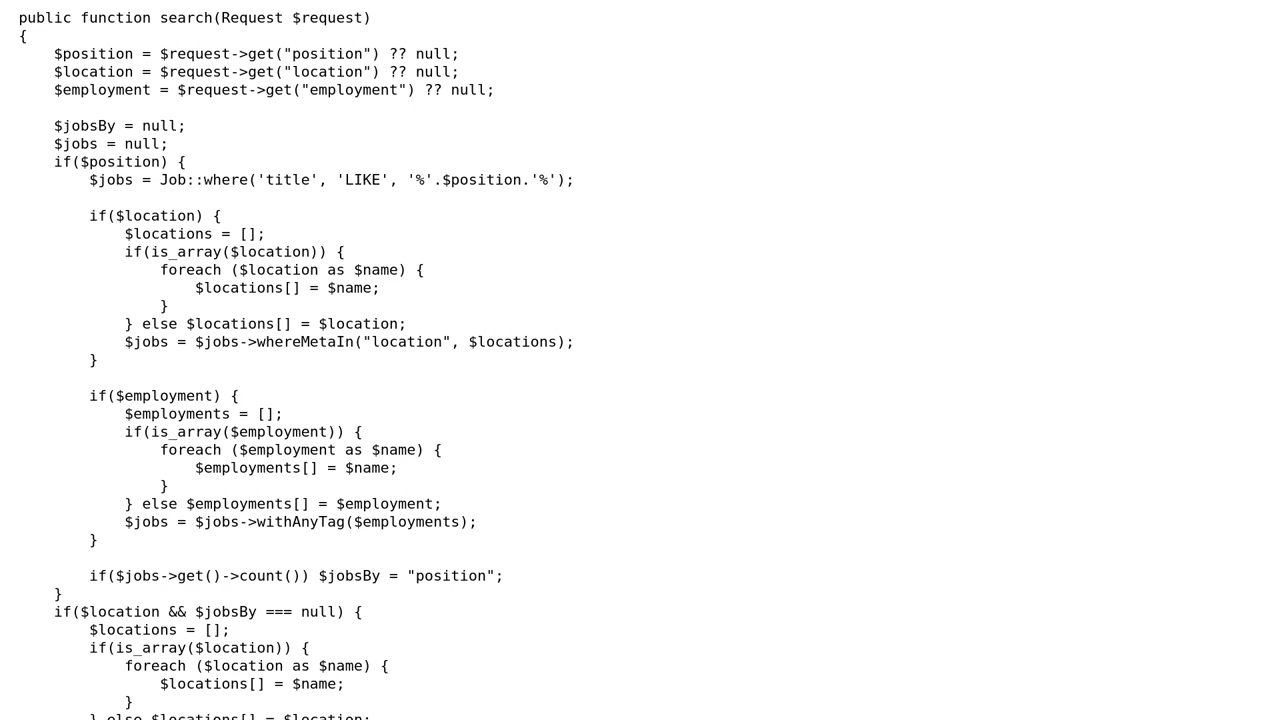 public function search(Request $request)
{
    $position = $request->get("position") ?? null;
    $location = $request->get("location") ?? null;
    $employment = $request->get("employment") ?? null;

    $jobsBy = null;
    $jobs = null;
    if($position) {
        $jobs = Job::where('title', 'LIKE', '%'.$position.'%');

        if($location) {
            $locations = [];
            if(is_array($location)) {
                foreach ($location as $name) {
                    $locations[] = $name;
                }
            } else $locations[] = $location;
            $jobs = $jobs->whereMetaIn("location", $locations);
        }

        if($employment) {
            $employments = [];
            if(is_array($employment)) {
                foreach ($employment as $name) {
                    $employments[] = $name;
                }
            } else $employments[] = $employment;
            $jobs = $jobs->withAnyTag($employments);
        }

        if($jobs->get()->count()) $jobsBy = "position";
    }
    if($location && $jobsBy === null) {
        $locations = [];
        if(is_array($location)) {
            foreach ($location as $name) {
                $locations[] = $name;
            }
        } else $locations[] = $location;